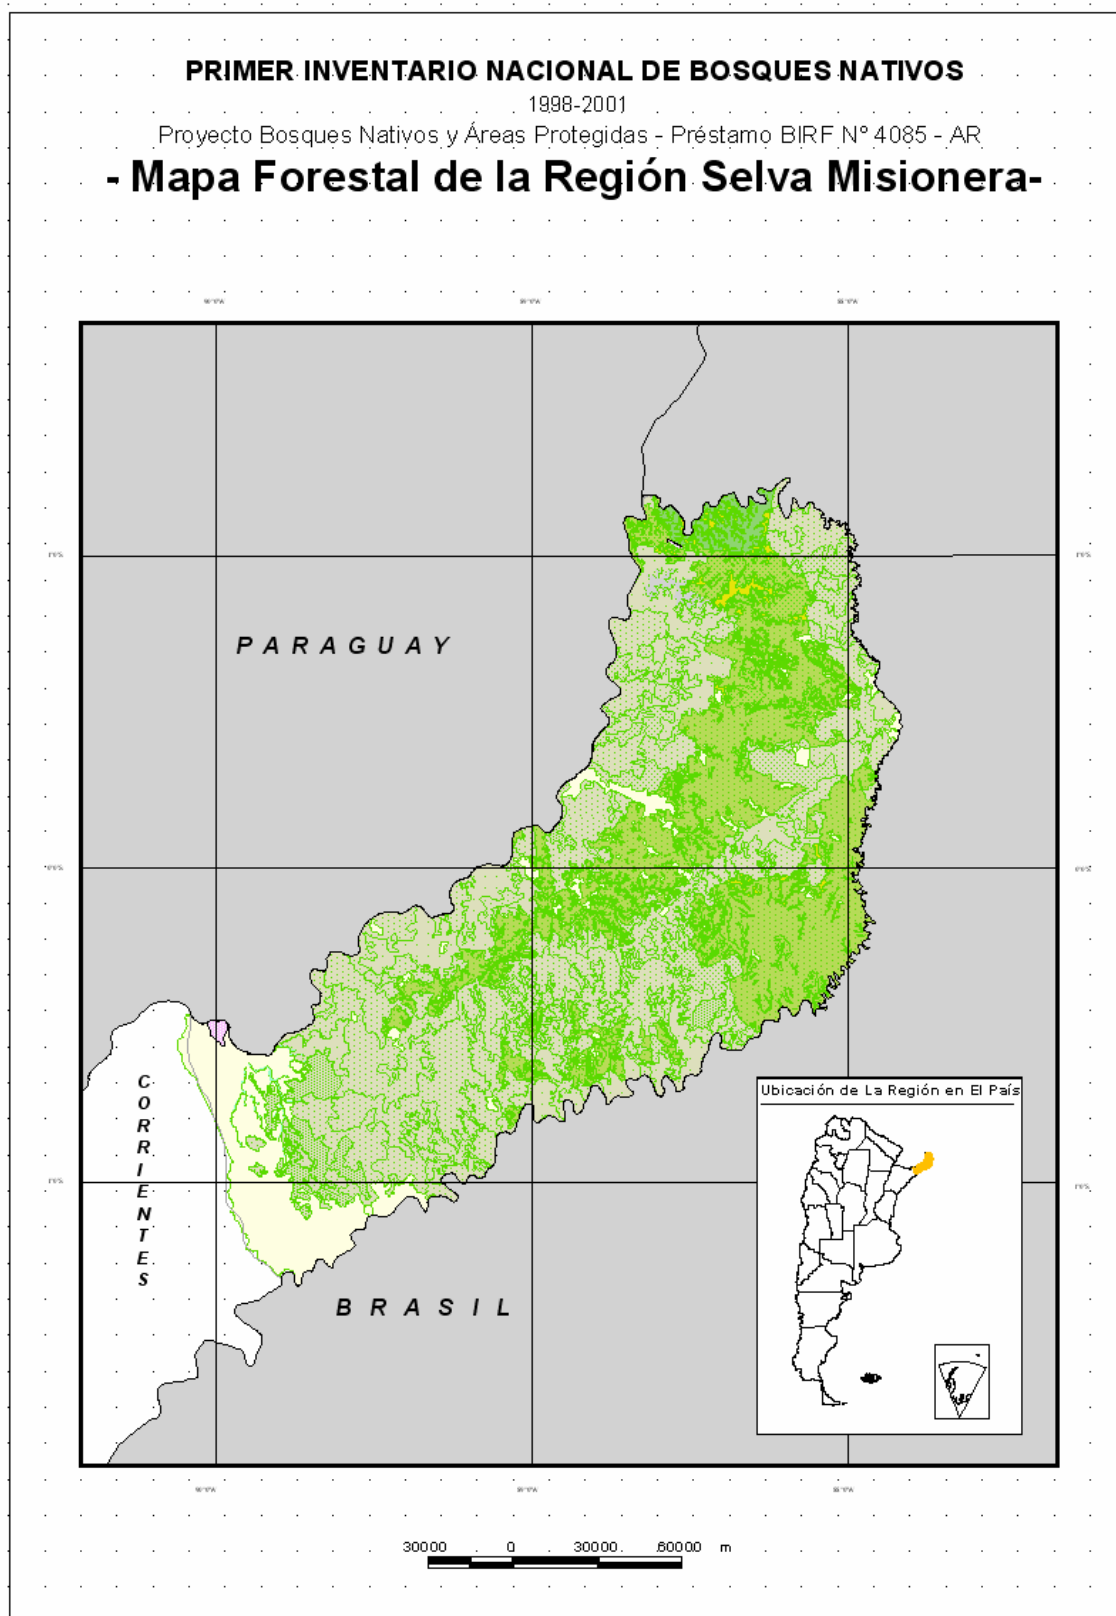 PRIMER INVENTARIO NACIONAL DE BOSQUES NATIVOS
1998-2001
Proyecto Bosques Nativos y Áreas Protegidas - Préstamo BIRF Nº 4085 - AR
- Mapa Forestal de la Región Selva Misionera-
PARAGUAY
CORRIENTES
BRASIL
Ubicación de La Región en El País
30000 0 30000 60000 m